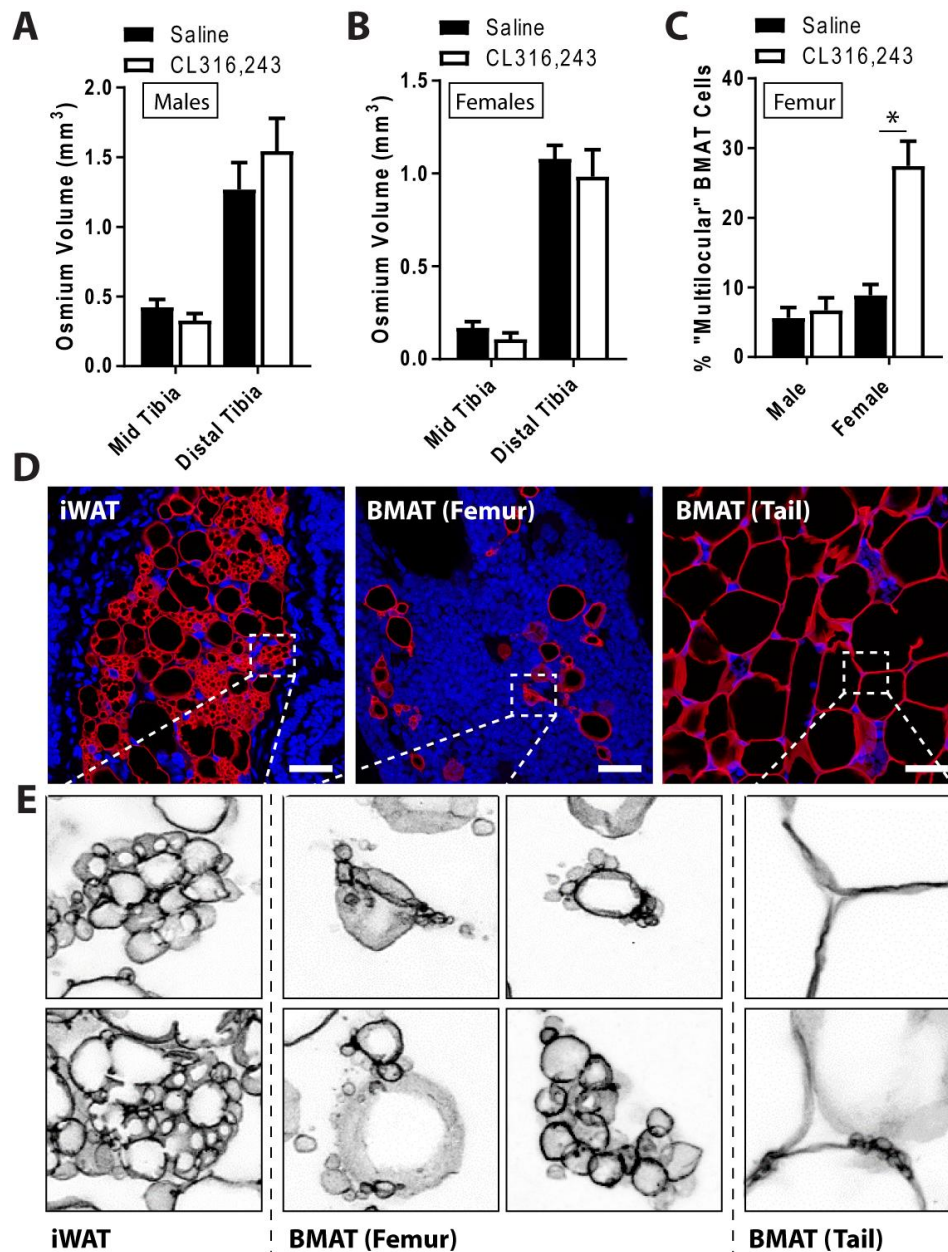 A
Saline
CL316,243
Males
Osmium Volume (mm³)
2.0
1.5
1.0
0.5
0.0
Mid Tibia
Distal Tibia
B
Saline
CL316,243
Females
Osmium Volume (mm³)
1.5
1.0
0.5
0.0
Mid Tibia
Distal Tibia
C
Saline
CL316,243
Femur
*
% "Multilocular" BMAT Cells
40
30
20
10
0
Male
Female
D
iWAT
BMAT (Femur)
BMAT (Tail)
E
iWAT
BMAT (Femur)
BMAT (Tail)